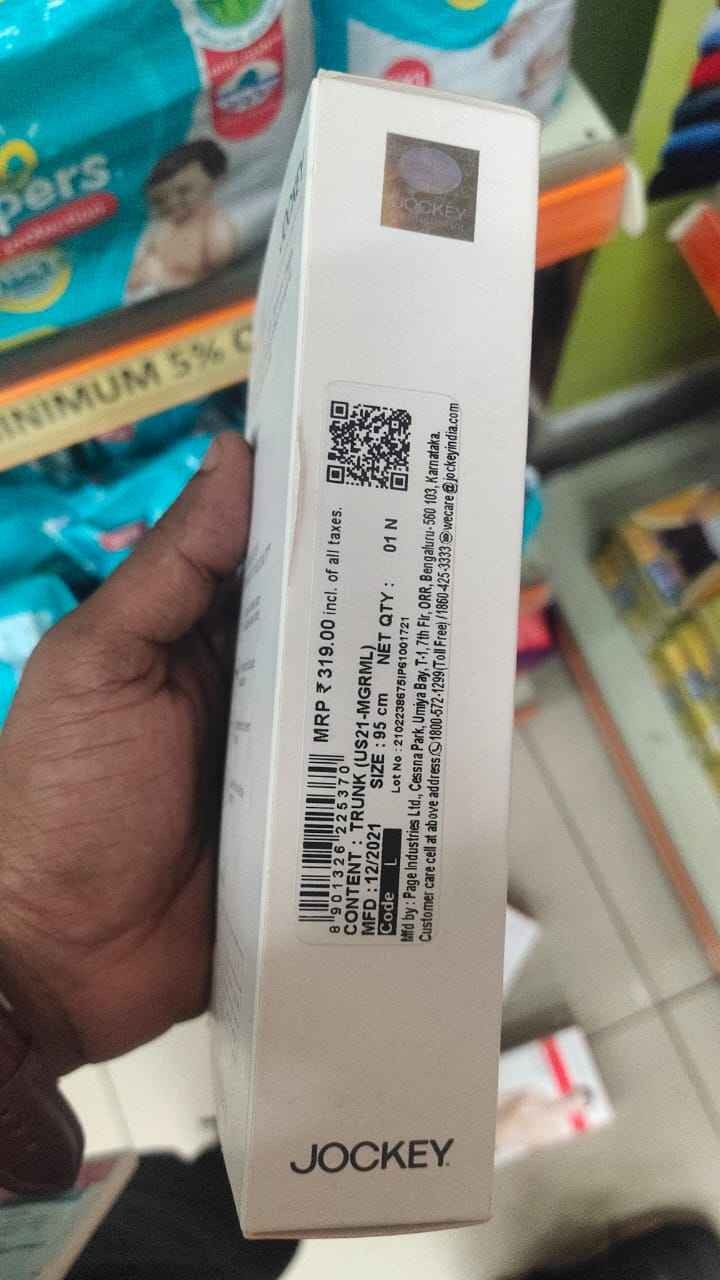 JOCKEY
JOCKEY
MRP ₹ 319.00 incl. of all taxes.
8 901326 225370
CONTENT : TRUNK (US21-MGRML)
MFD : 12/2021 SIZE : 95 cm NET QTY : 01 N
Code L Lot No : 2102238675IP61001721
Mfd by : Page Industries Ltd., Cessna Park, Umiya Bay, T-1, 7th Flr, ORR, Bengaluru- 560 103, Karnataka.
Customer care cell at above address 1800-572-1299(Toll Free) /1860-425-3333 wecare@jockeyindia.com
JOCKEY
pers
MINIMUM 5%